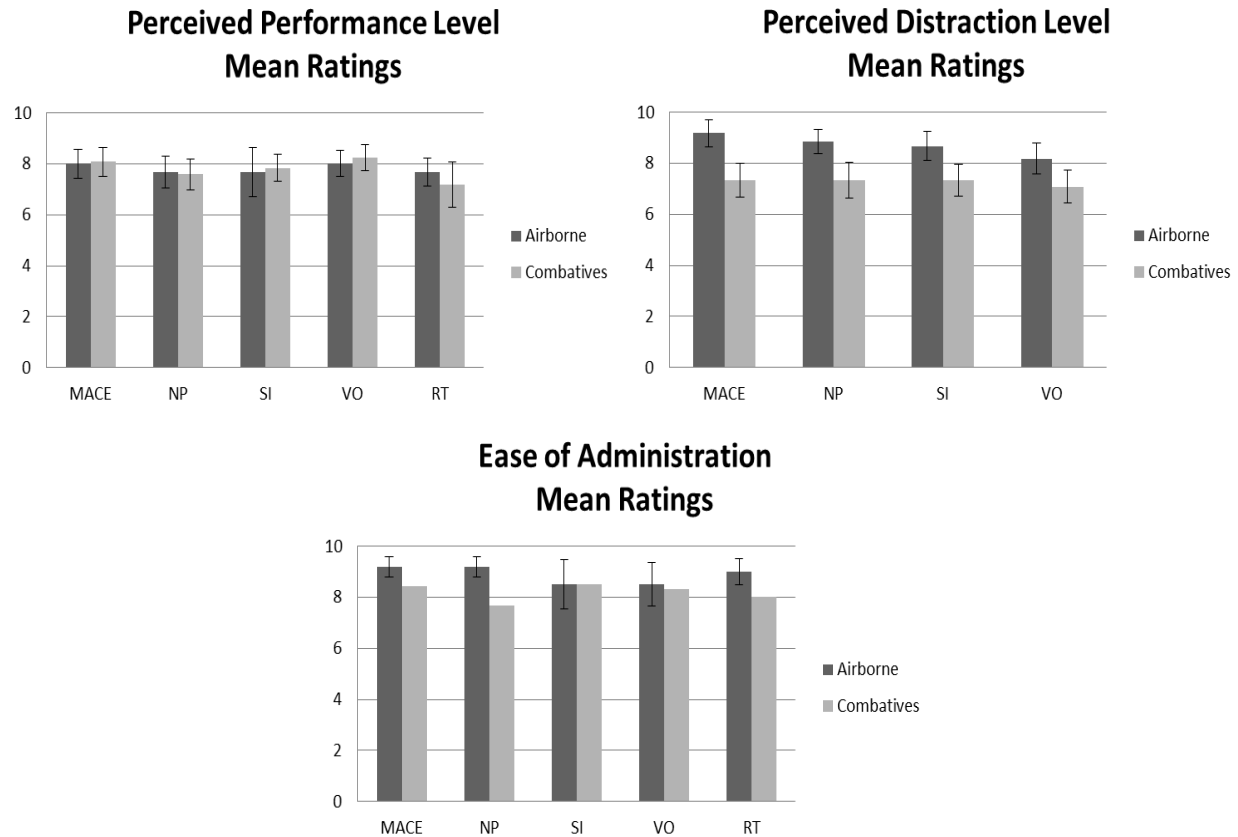 Perceived Performance Level
Mean Ratings
10
8
6
4
2
0
MACE NP SI VO RT
Airborne
Combatives
Perceived Distraction Level
Mean Ratings
10
8
6
4
2
0
MACE NP SI VO
Airborne
Combatives
Ease of Administration
Mean Ratings
10
8
6
4
2
0
MACE NP SI VO RT
Airborne
Combatives